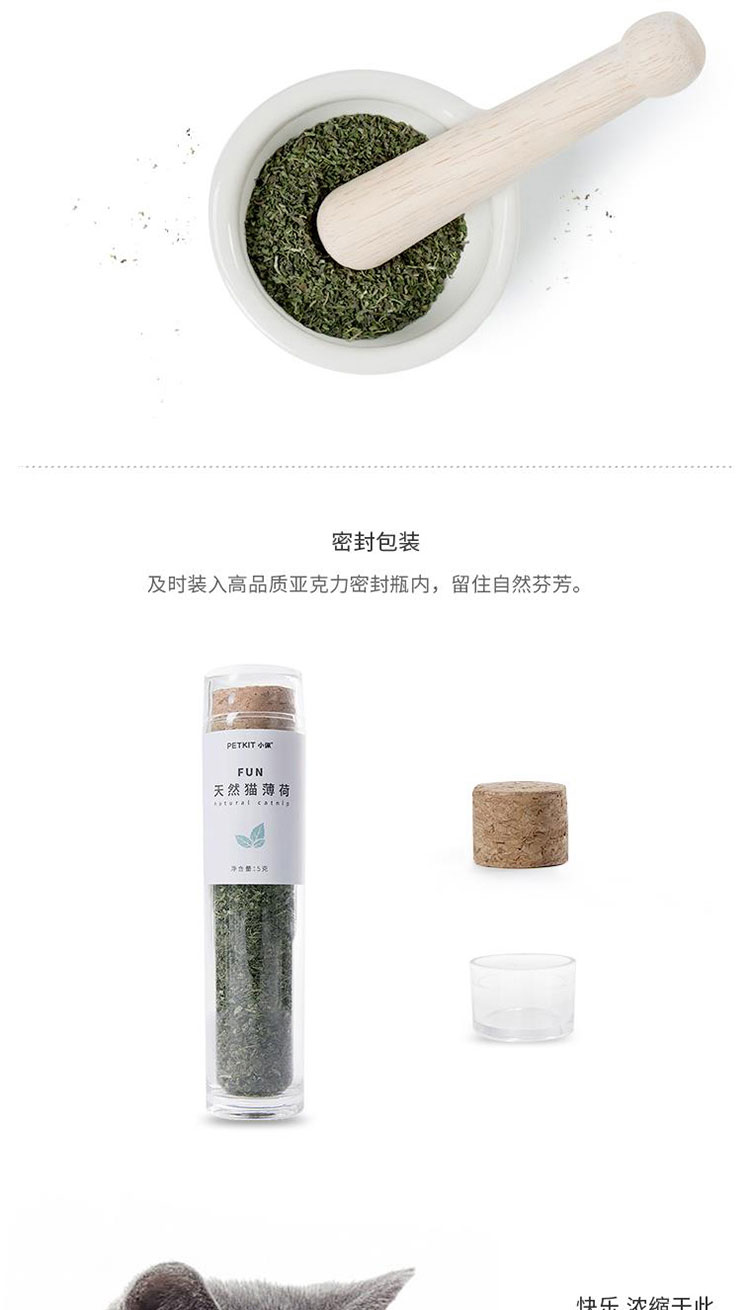 密封包装
及时装入高品质亚克力密封瓶内，留住自然芬芳。
PETKIT 小佩®
FUN
天然猫薄荷
natural catnip
净含量:5克
快乐 浓缩于此